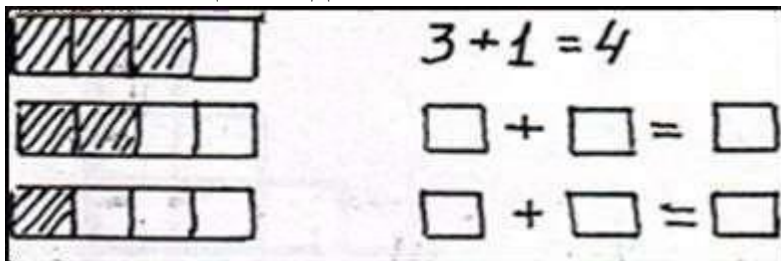 3+1=4
□ + □ = □
□ + □ = □